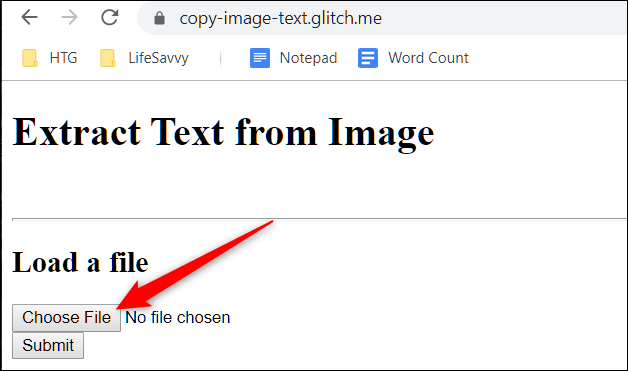 copy-image-text.glitch.me
HTG LifeSavvy Notepad Word Count
Extract Text from Image
Load a file
Choose File No file chosen
Submit